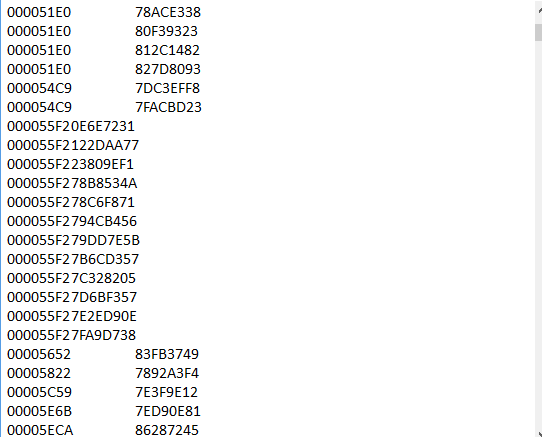 000051E0 78ACE338
000051E0 80F39323
000051E0 812C1482
000051E0 827D8093
000054C9 7DC3EFF8
000054C9 7FACBD23
000055F20E6E7231
000055F2122DAA77
000055F223809EF1
000055F278B8534A
000055F278C6F871
000055F2794CB456
000055F279DD7E5B
000055F27B6CD357
000055F27C328205
000055F27D6BF357
000055F27E2ED90E
000055F27FA9D738
00005652 83FB3749
00005822 7892A3F4
00005C59 7E3F9E12
00005E6B 7ED90E81
00005ECA 86287245